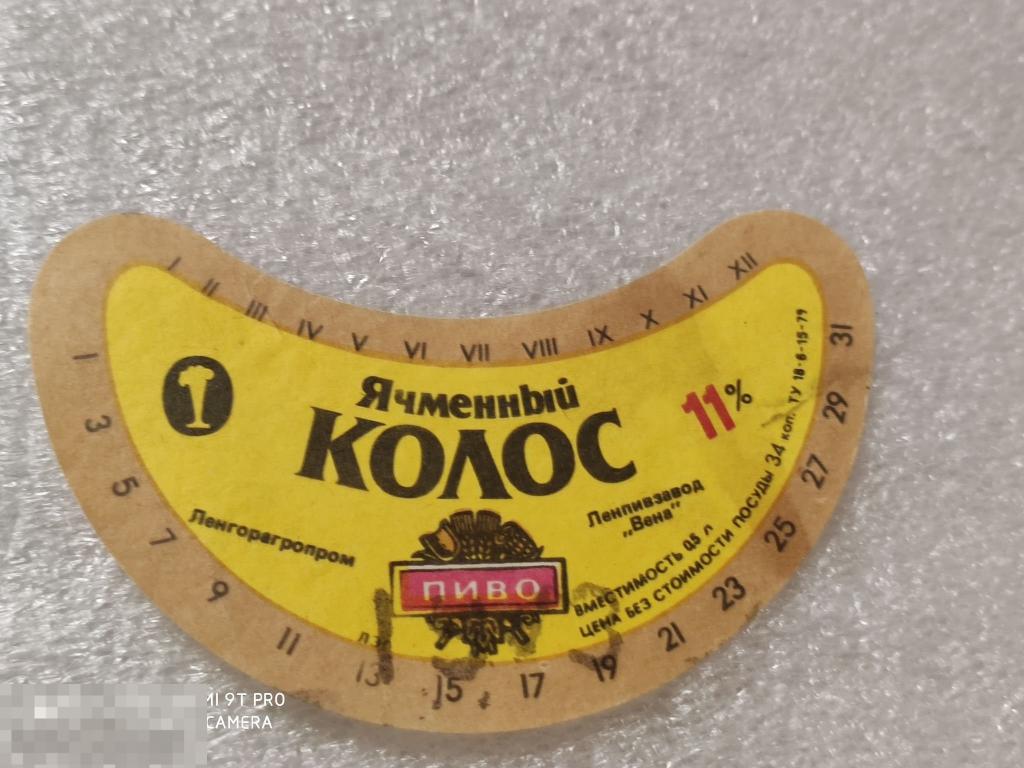 I II III IV V VI VII VIII IX X XI XII
1 3 5 7 9 11 13 15 17 19 21 23 25 27 29 31
1
Ячменный
КОЛОС
11%
Ленгорагропром
Ленпивзавод
„Вена“
ПИВО
ВМЕСТИМОСТЬ 0,5 л
ЦЕНА БЕЗ СТОИМОСТИ ПОСУДЫ 34 коп. ТУ 18-6-15-79
MI 9T PRO
CAMERA